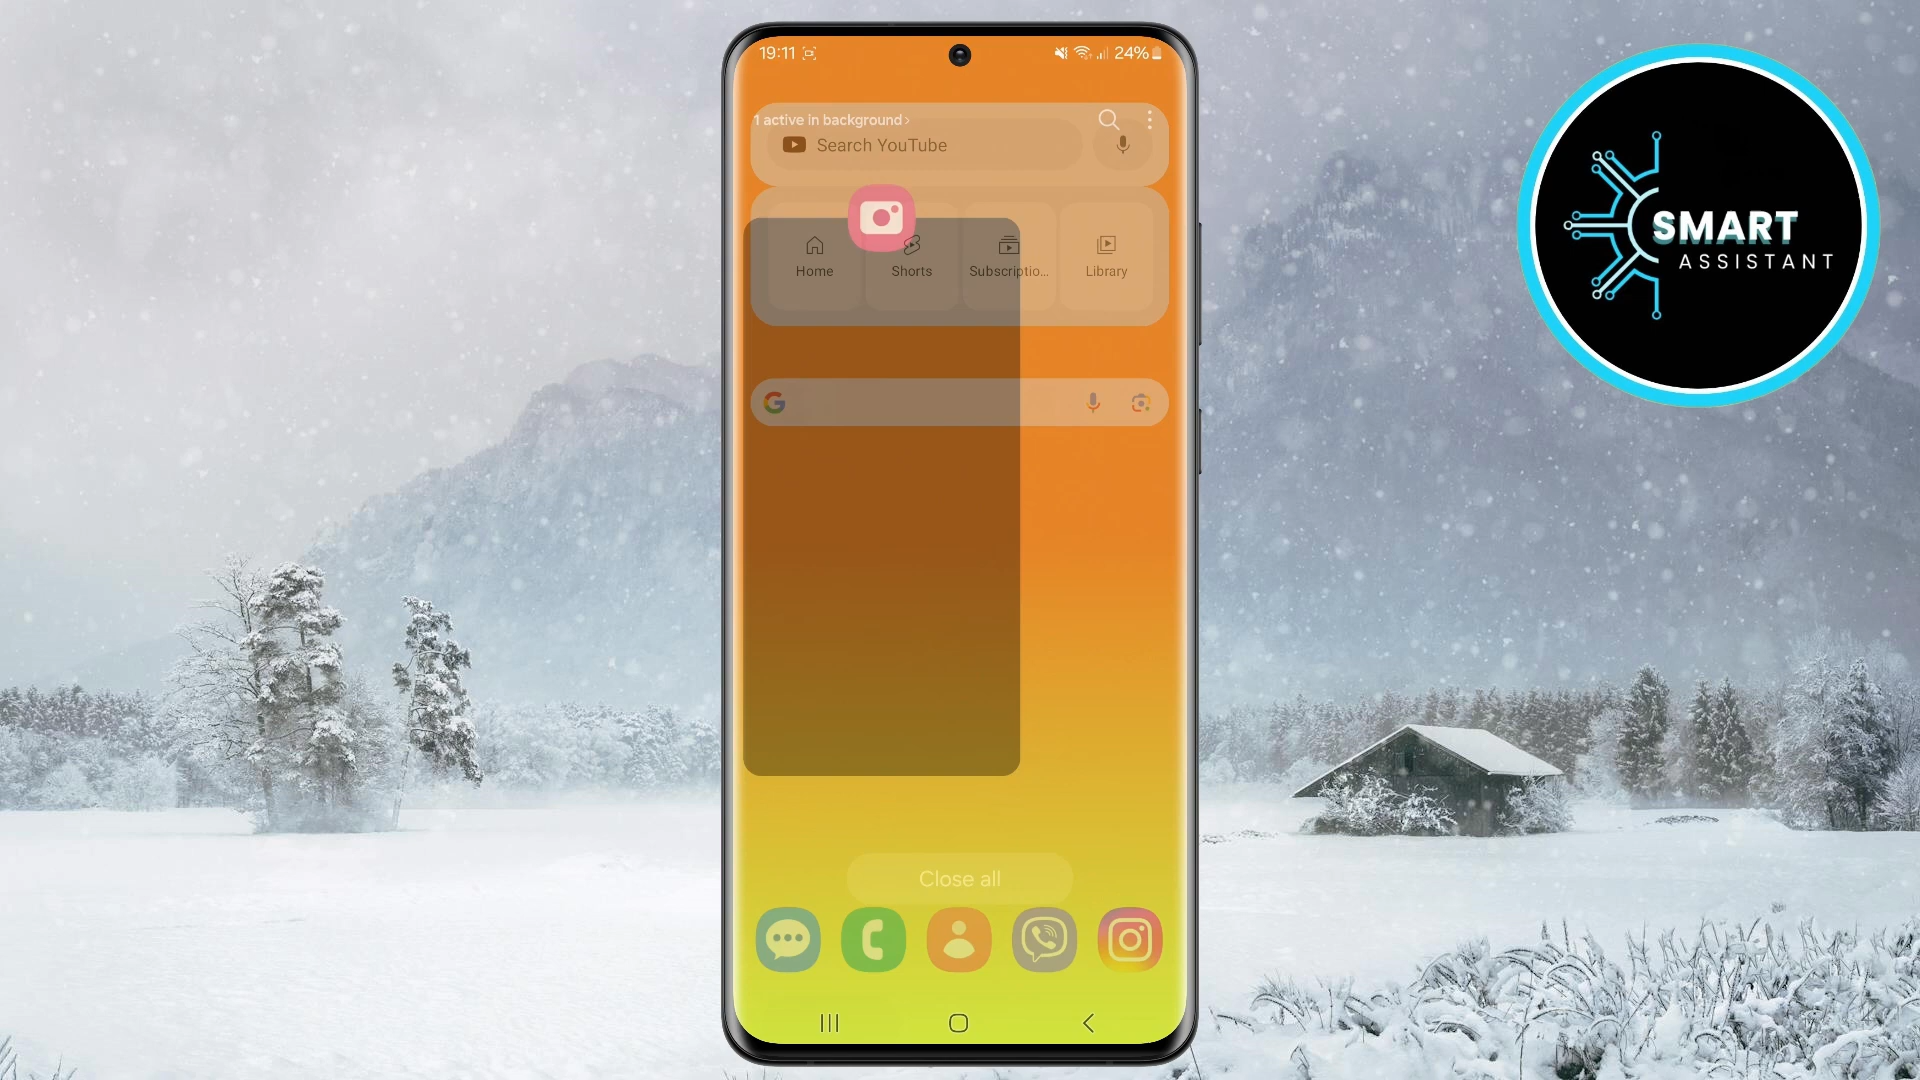 19:11
24%
1 active in background ›
Search YouTube
Home
Shorts
Subscriptio...
Library
Close all
SMART
ASSISTANT